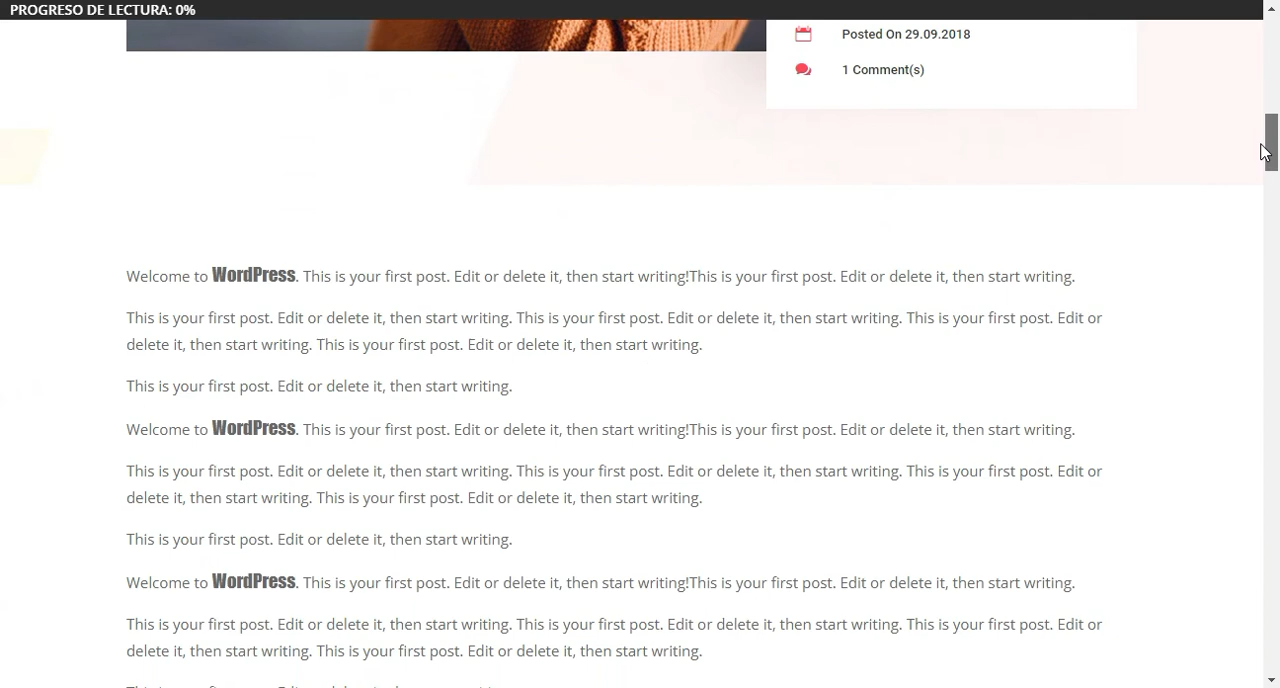 PROGRESO DE LECTURA: 0%
Posted On 29.09.2018
1 Comment(s)
Welcome to WordPress. This is your first post. Edit or delete it, then start writing!This is your first post. Edit or delete it, then start writing.
This is your first post. Edit or delete it, then start writing. This is your first post. Edit or delete it, then start writing. This is your first post. Edit or
delete it, then start writing. This is your first post. Edit or delete it, then start writing.
This is your first post. Edit or delete it, then start writing.
Welcome to WordPress. This is your first post. Edit or delete it, then start writing!This is your first post. Edit or delete it, then start writing.
This is your first post. Edit or delete it, then start writing. This is your first post. Edit or delete it, then start writing. This is your first post. Edit or
delete it, then start writing. This is your first post. Edit or delete it, then start writing.
This is your first post. Edit or delete it, then start writing.
Welcome to WordPress. This is your first post. Edit or delete it, then start writing!This is your first post. Edit or delete it, then start writing.
This is your first post. Edit or delete it, then start writing. This is your first post. Edit or delete it, then start writing. This is your first post. Edit or
delete it, then start writing. This is your first post. Edit or delete it, then start writing.